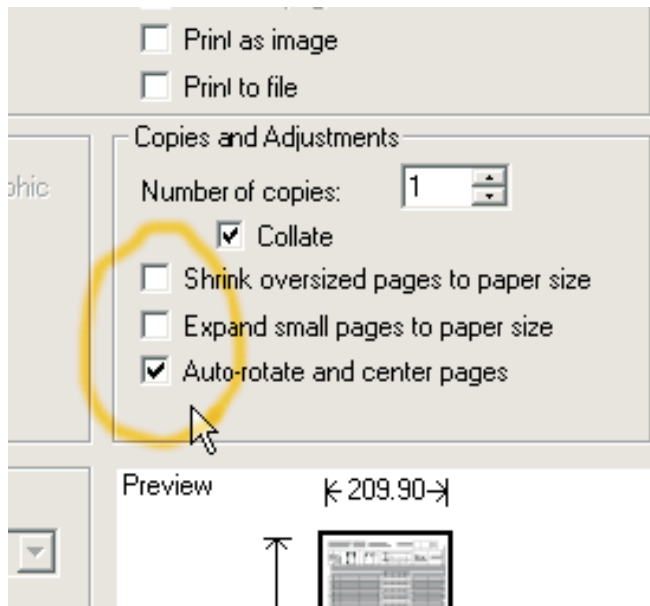 Print as image
Print to file
Copies and Adjustments
phic
Number of copies: 1
Collate
Shrink oversized pages to paper size
Expand small pages to paper size
Auto-rotate and center pages
Preview
209.90